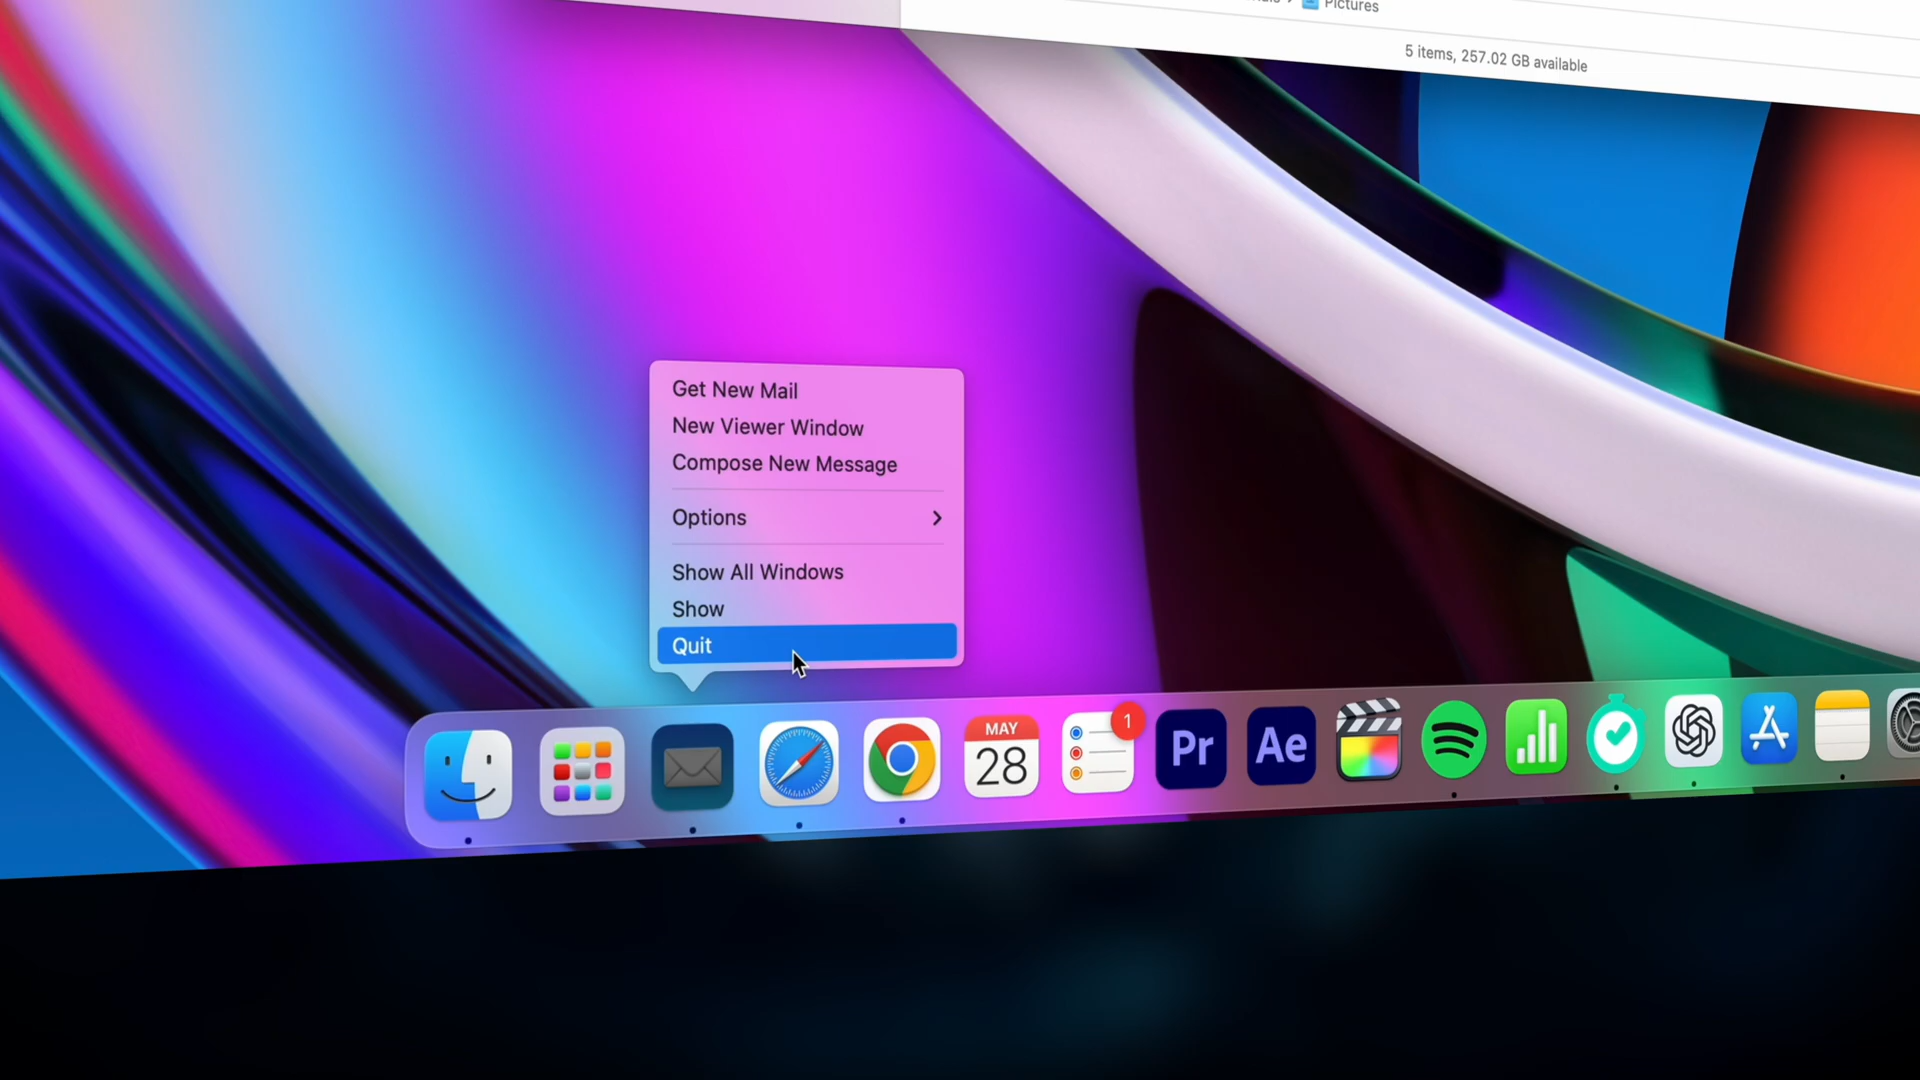 Pictures
5 items, 257.02 GB available
Get New Mail
New Viewer Window
Compose New Message
Options
Show All Windows
Show
Quit
MAY
28
1
Pr
Ae